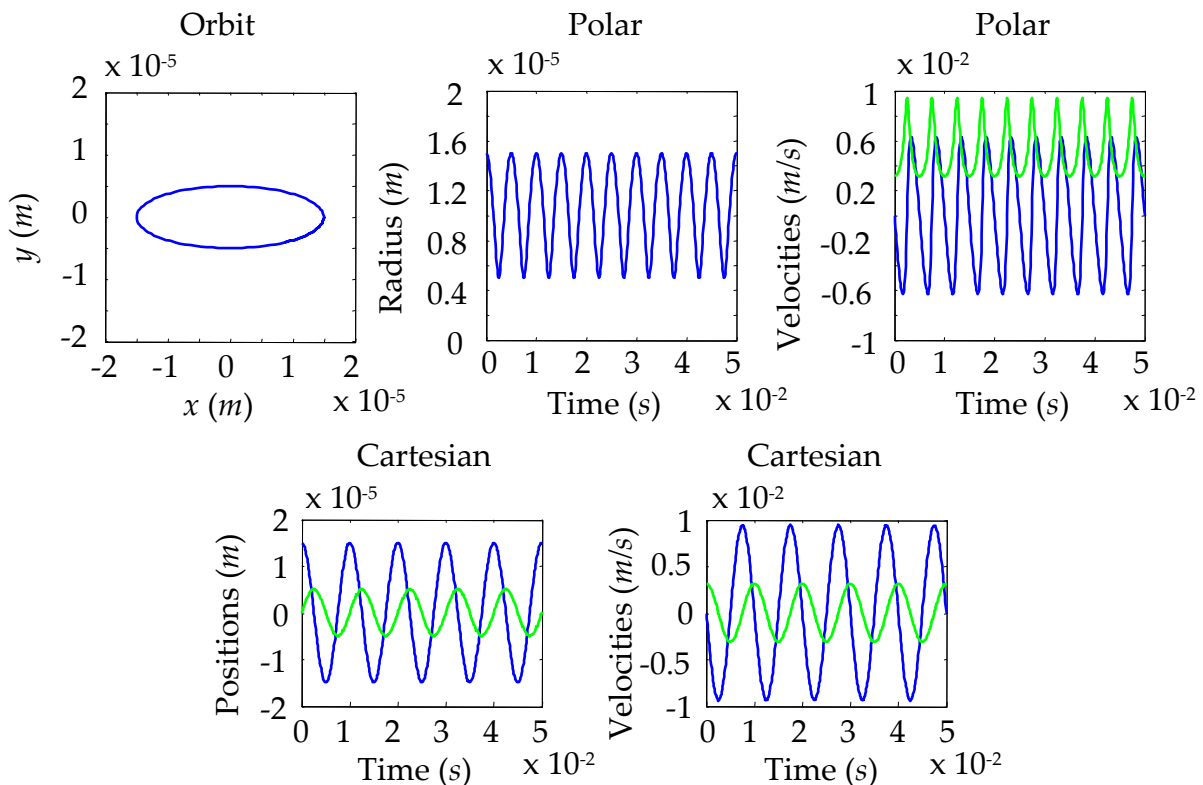 Orbit
x 10-5
2
1
0
-1
-2
y (m)
-2 -1 0 1 2
x (m)
x 10-5
Polar
x 10-5
2
1.6
1.2
0.8
0.4
0
Radius (m)
0 1 2 3 4 5
Time (s)
x 10-2
Polar
x 10-2
1
0.6
0.2
-0.2
-0.6
-1
Velocities (m/s)
0 1 2 3 4 5
Time (s)
x 10-2
Cartesian
x 10-5
2
1
0
-1
-2
Positions (m)
0 1 2 3 4 5
Time (s)
x 10-2
Cartesian
x 10-2
1
0.5
0
-0.5
-1
Velocities (m/s)
0 1 2 3 4 5
Time (s)
x 10-2